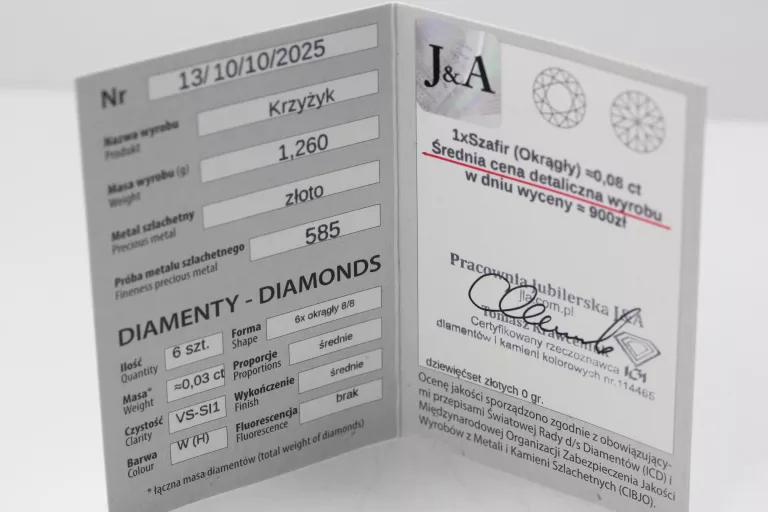 Nr 13/10/10/2025
Nazwa wyrobu
Produkt
Krzyżyk
Masa wyrobu (g)
Weight
1,260
Metal szlachetny
Precious metal
złoto
Próba metalu szlachetnego
Fineness precious metal
585
DIAMENTY - DIAMONDS
Ilość
Quantity
6 szt.
Masa*
Weight
≈0,03 ct
Czystość
Clarity
VS-SI1
Barwa
Colour
W (H)
Forma
Shape
6x okrągły 8/8
Proporcje
Proportions
średnie
Wykończenie
Finish
średnie
Fluorescencja
Fluorescence
brak
* łączna masa diamentów (total weight of diamonds)
J&A
1xSzafir (Okrągły) ≈0,08 ct
Średnia cena detaliczna wyrobu
w dniu wyceny ≈ 900zł
Pracownia Jubilerska J&A
jla.com.pl
Tomasz
Certyfikowany rzeczoznawca
diamentów i kamieni kolorowych nr.114465
dziewięćset złotych 0 gr.
Ocenę jakości sporządzono zgodnie z obowiązujący-
mi przepisami Światowej Rady d/s Diamentów (ICD) i
Międzynarodowej Organizacji Zabezpieczenia Jakości
Wyrobów z Metali i Kamieni Szlachetnych (CIBJO).